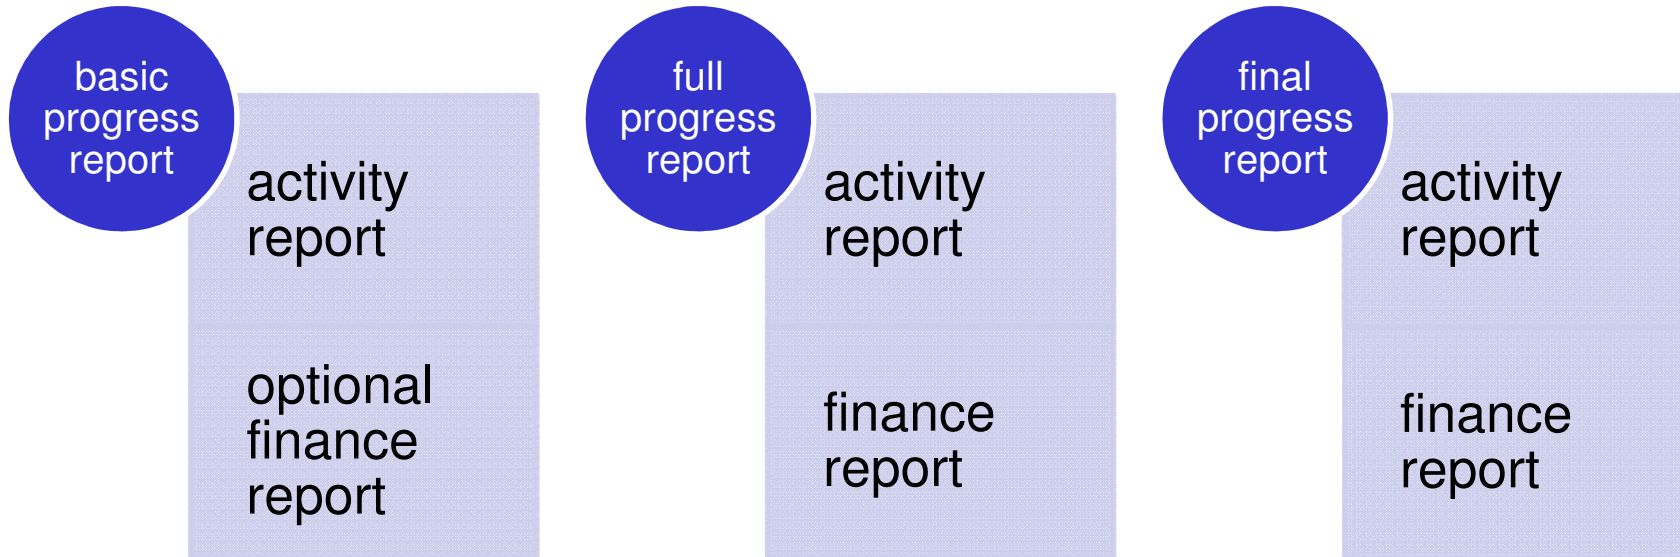 basic
progress
report
activity
report
optional
finance
report
full
progress
report
activity
report
finance
report
final
progress
report
activity
report
finance
report